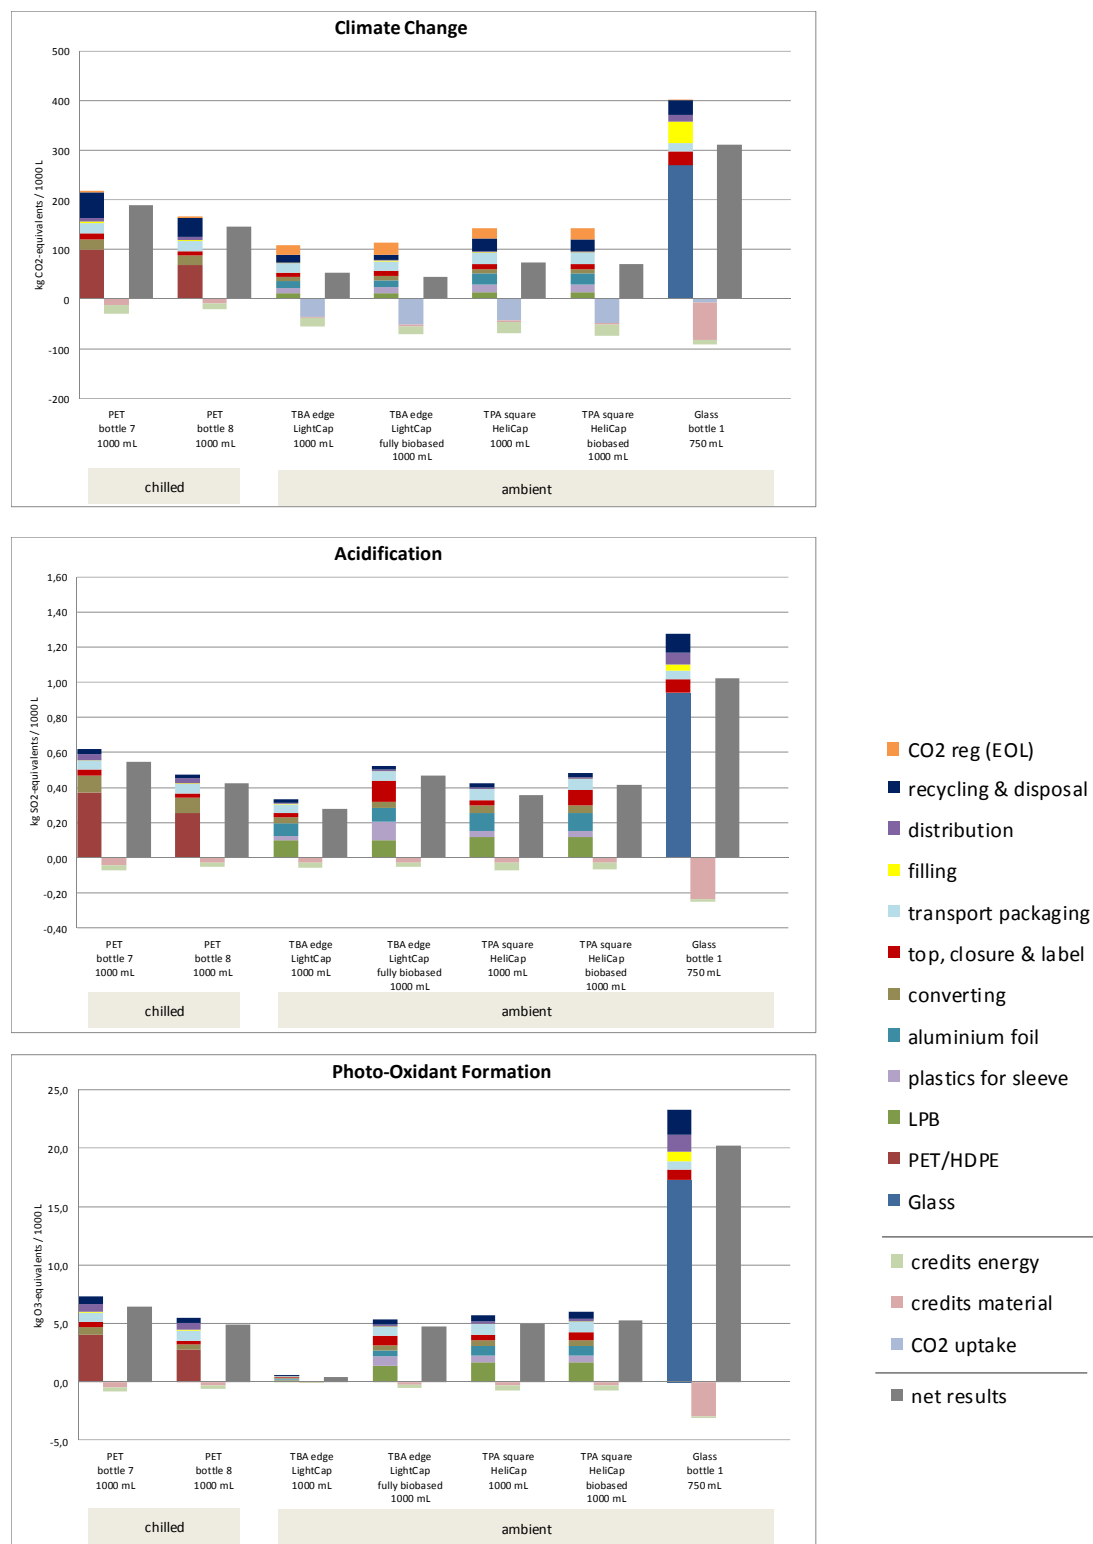 Climate Change
kg CO2-equivalents / 1000 L
500
400
300
200
100
0
-100
-200
PET
bottle 7
1000 mL
PET
bottle 8
1000 mL
TBA edge
LightCap
1000 mL
TBA edge
LightCap
fully biobased
1000 mL
TPA square
HeliCap
1000 mL
TPA square
HeliCap
biobased
1000 mL
Glass
bottle 1
750 mL
chilled
ambient
Acidification
kg SO2-equivalents / 1000 L
1,60
1,40
1,20
1,00
0,80
0,60
0,40
0,20
0,00
-0,20
-0,40
PET
bottle 7
1000 mL
PET
bottle 8
1000 mL
TBA edge
LightCap
1000 mL
TBA edge
LightCap
fully biobased
1000 mL
TPA square
HeliCap
1000 mL
TPA square
HeliCap
biobased
1000 mL
Glass
bottle 1
750 mL
chilled
ambient
Photo-Oxidant Formation
kg O3-equivalents / 1000 L
25,0
20,0
15,0
10,0
5,0
0,0
-5,0
PET
bottle 7
1000 mL
PET
bottle 8
1000 mL
TBA edge
LightCap
1000 mL
TBA edge
LightCap
fully biobased
1000 mL
TPA square
HeliCap
1000 mL
TPA square
HeliCap
biobased
1000 mL
Glass
bottle 1
750 mL
chilled
ambient
CO2 reg (EOL)
recycling & disposal
distribution
filling
transport packaging
top, closure & label
converting
aluminium foil
plastics for sleeve
LPB
PET/HDPE
Glass
credits energy
credits material
CO2 uptake
net results